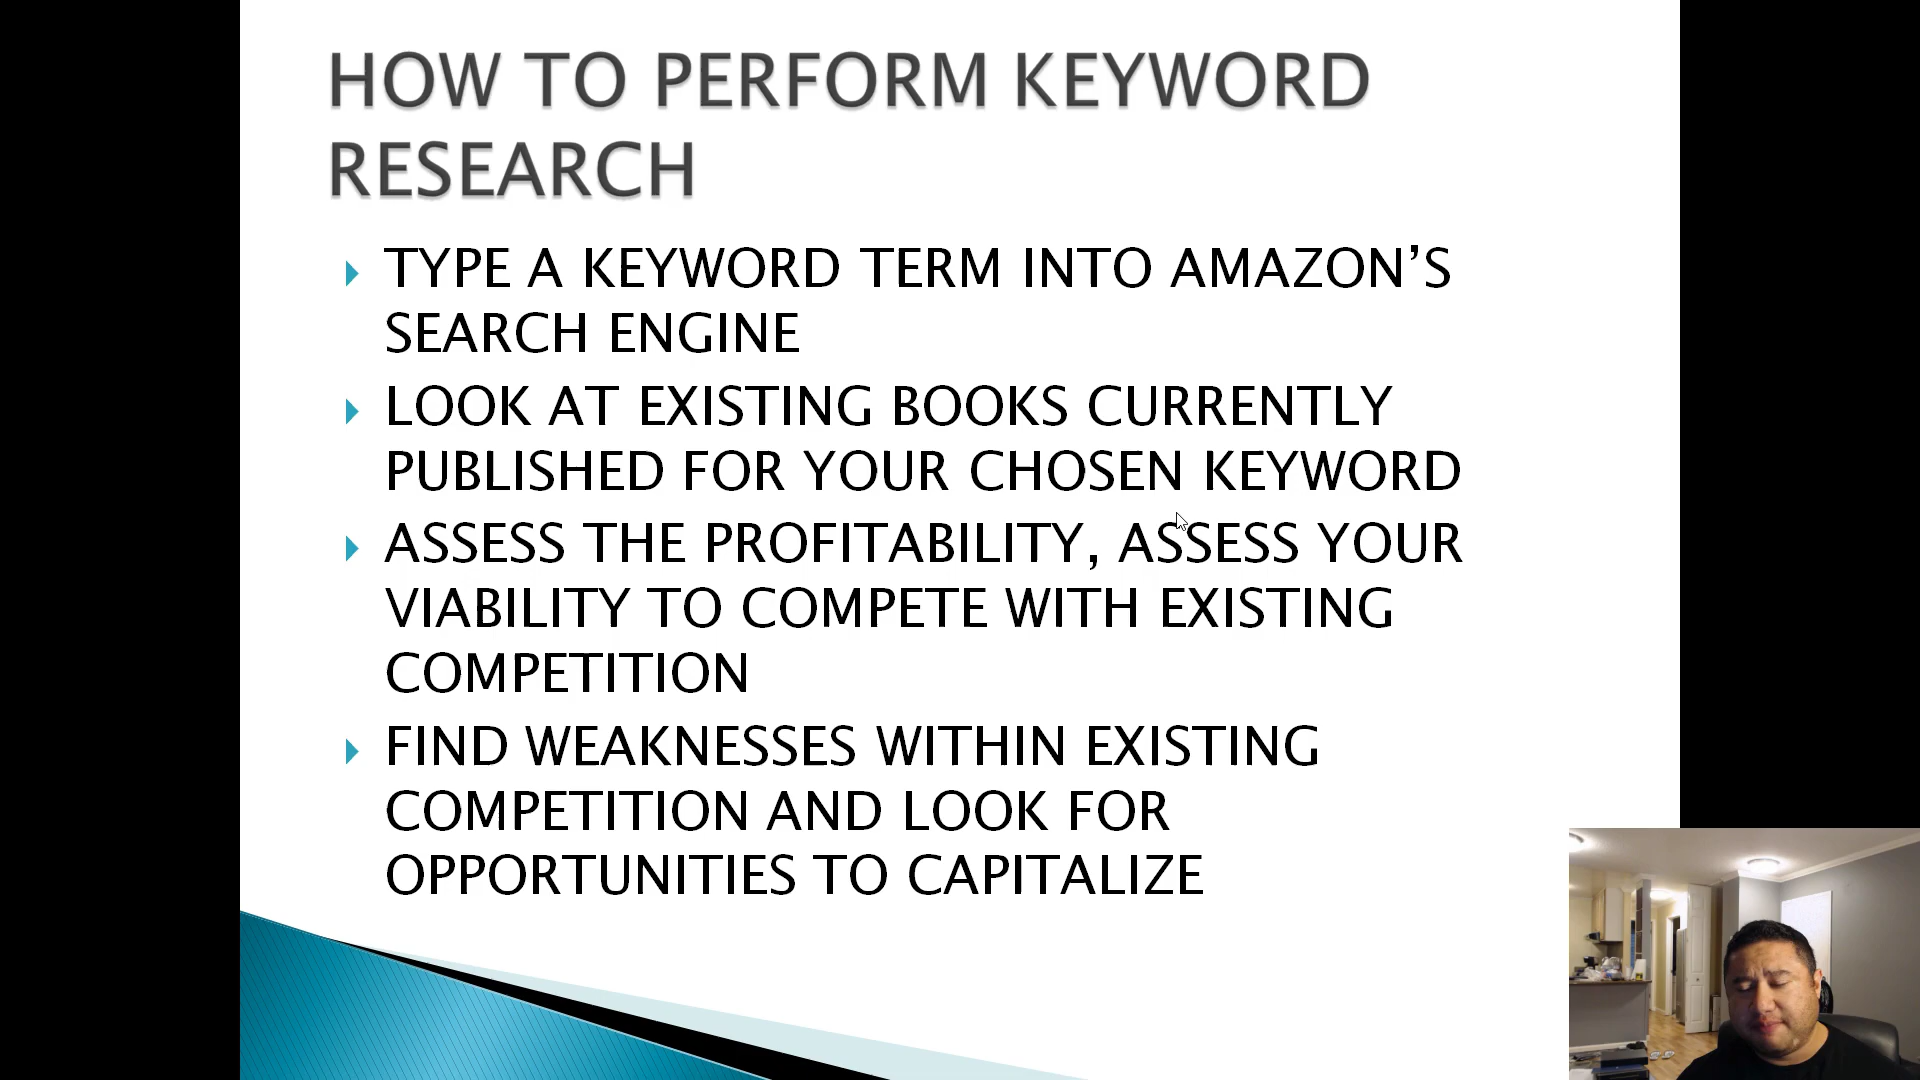 HOW TO PERFORM KEYWORD
RESEARCH
TYPE A KEYWORD TERM INTO AMAZON’S
SEARCH ENGINE
LOOK AT EXISTING BOOKS CURRENTLY
PUBLISHED FOR YOUR CHOSEN KEYWORD
ASSESS THE PROFITABILITY, ASSESS YOUR
VIABILITY TO COMPETE WITH EXISTING
COMPETITION
FIND WEAKNESSES WITHIN EXISTING
COMPETITION AND LOOK FOR
OPPORTUNITIES TO CAPITALIZE